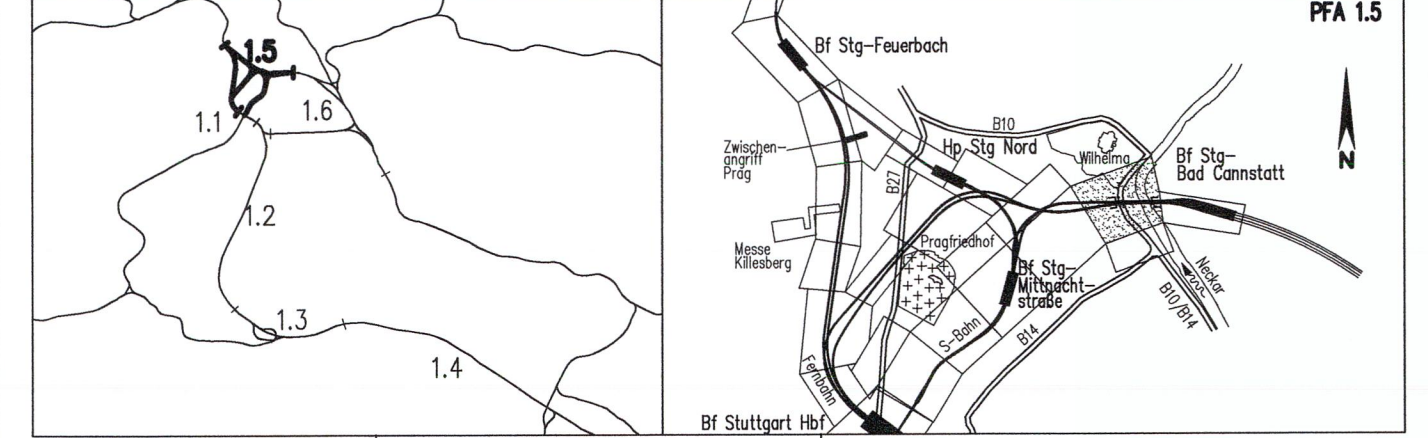 1.5
1.1
1.6
1.2
1.3
1.4
PFA 1.5
Bf Stg-Feuerbach
N
B10
Zwischen-
angriff
Prag
Hp Stg Nord
Wilhelma
Bf Stg-
Bad Cannstatt
B27
Messe
Killesberg
Pragfriedhof
Bf Stg-
Mittnacht-
straße
Neckar
B10/B14
S-Bahn
B14
Fernbahn
Bf Stuttgart Hbf